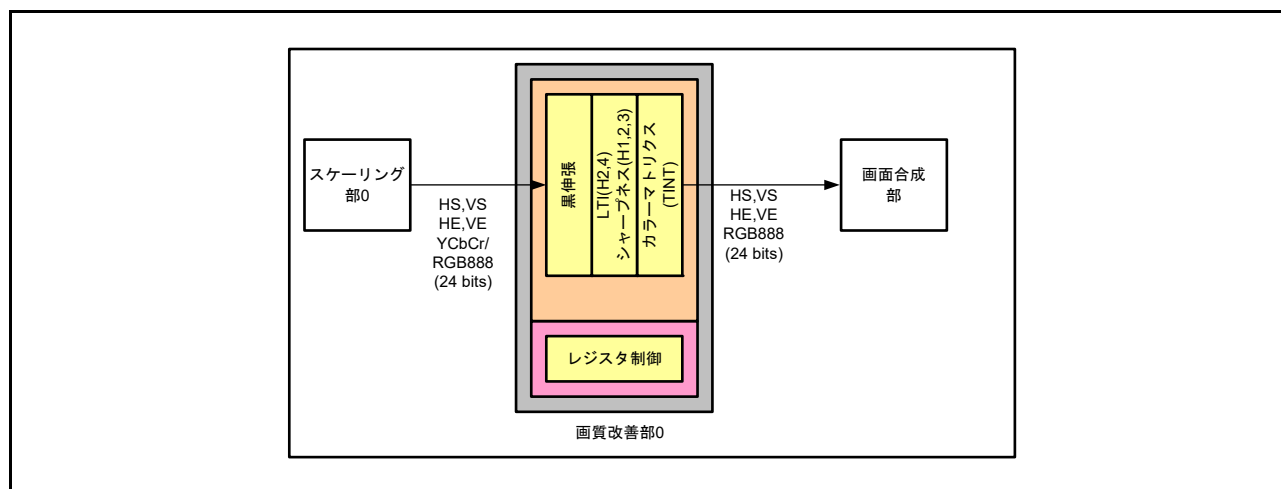 スケーリング
部0
HS,VS
HE,VE
YCbCr/
RGB888
(24 bits)
黒伸張
LTI(H2,4)
シャープネス(H1,2,3)
カラーマトリクス
(TINT)
レジスタ制御
画質改善部0
HS,VS
HE,VE
RGB888
(24 bits)
画面合成
部